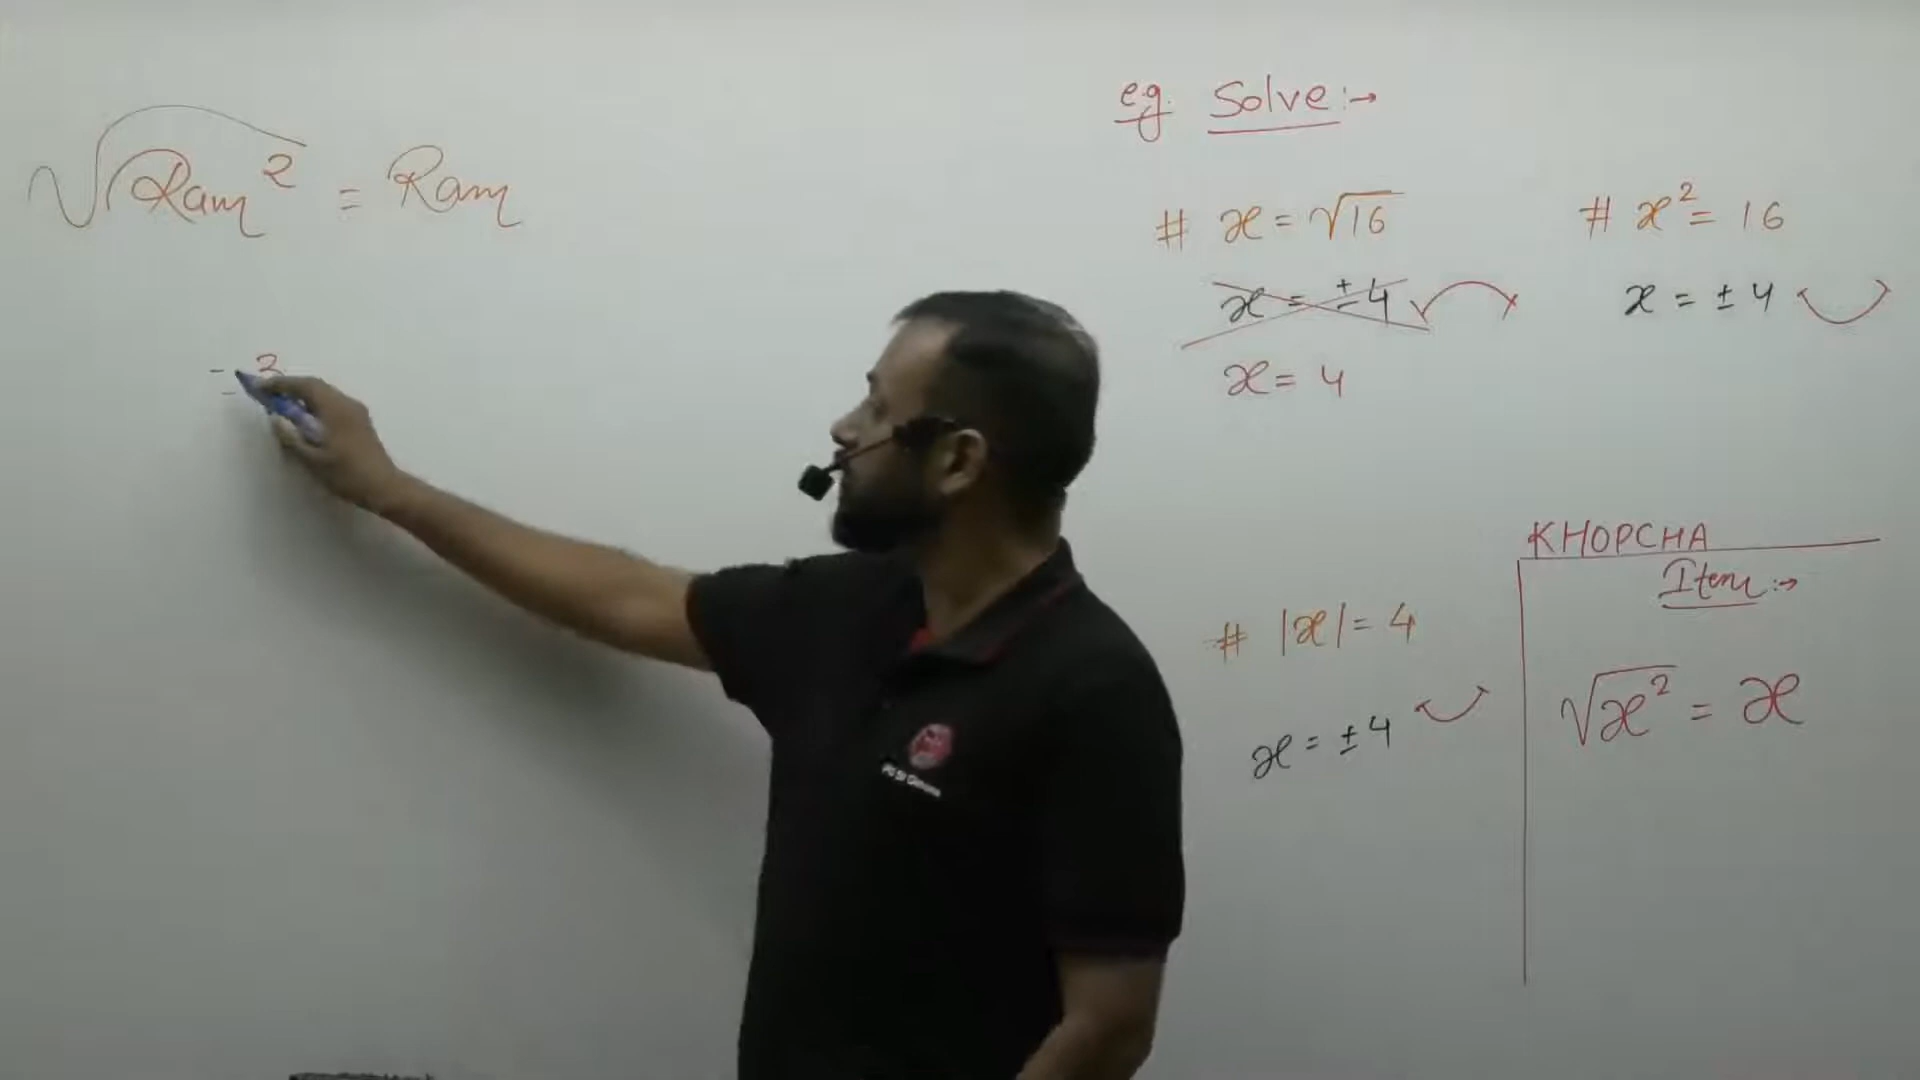 √Ram² = Ram
= 3
eg. Solve:→
# x = √16
x = ±4
x = 4
# x² = 16
x = ±4
# |x| = 4
x = ±4
KHOPCHA
Item:→
√x² = x